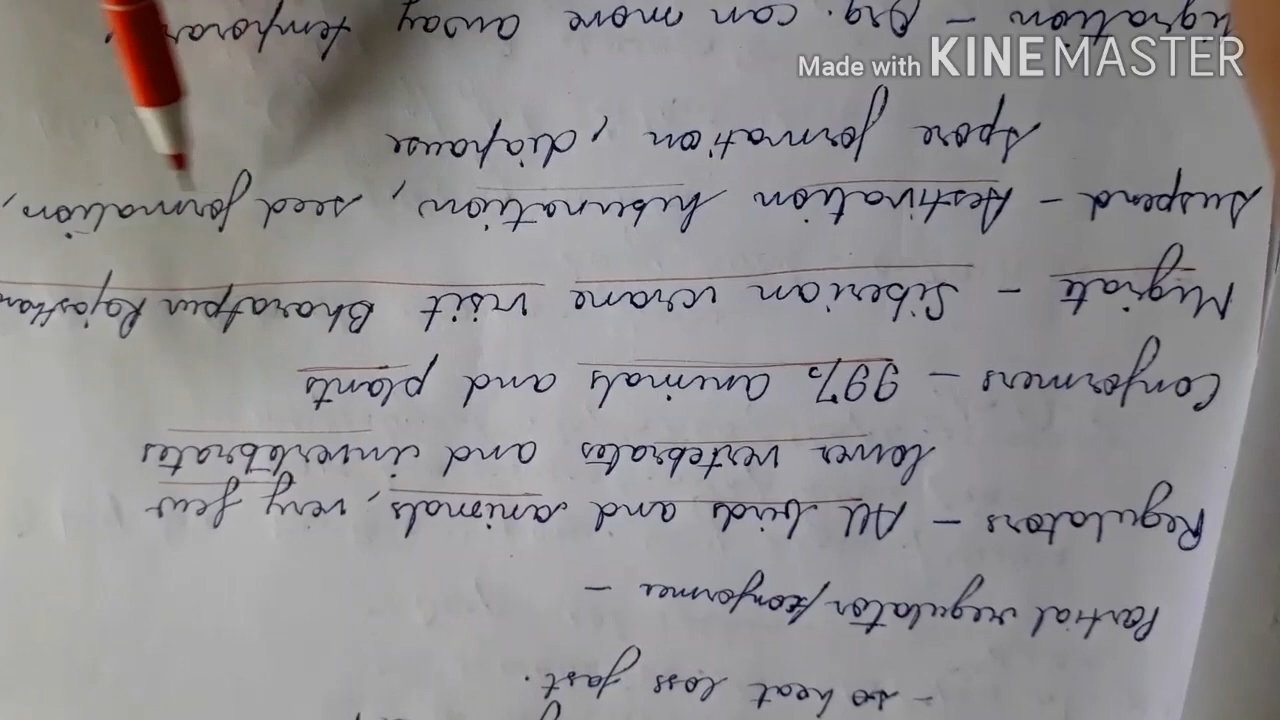 - so heat loss fast.
Partial regulator/conformer -
Regulators - All birds and animals, very few
lower vertebrates and invertebrates
Conformers - 99% animals and plants
Migrate - Siberian crane visit Bharatpur Rajasthan
Suspend - Aestivation hibernation, seed formation,
Spore formation, diapause
igration - Org. can move away temporar
Made with KINEMASTER